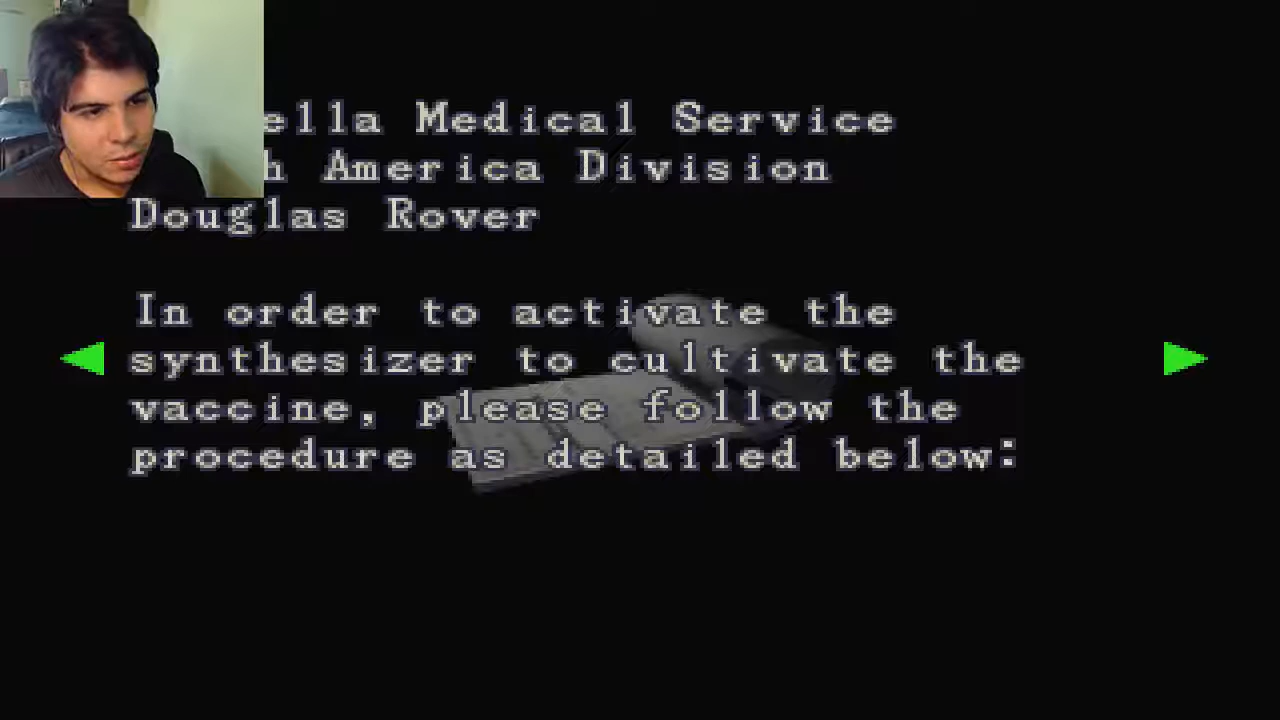 Medical Service
America Division
Douglas Rover
In order to activate the
synthesizer to cultivate the
vaccine, please follow the
procedure as detailed below: